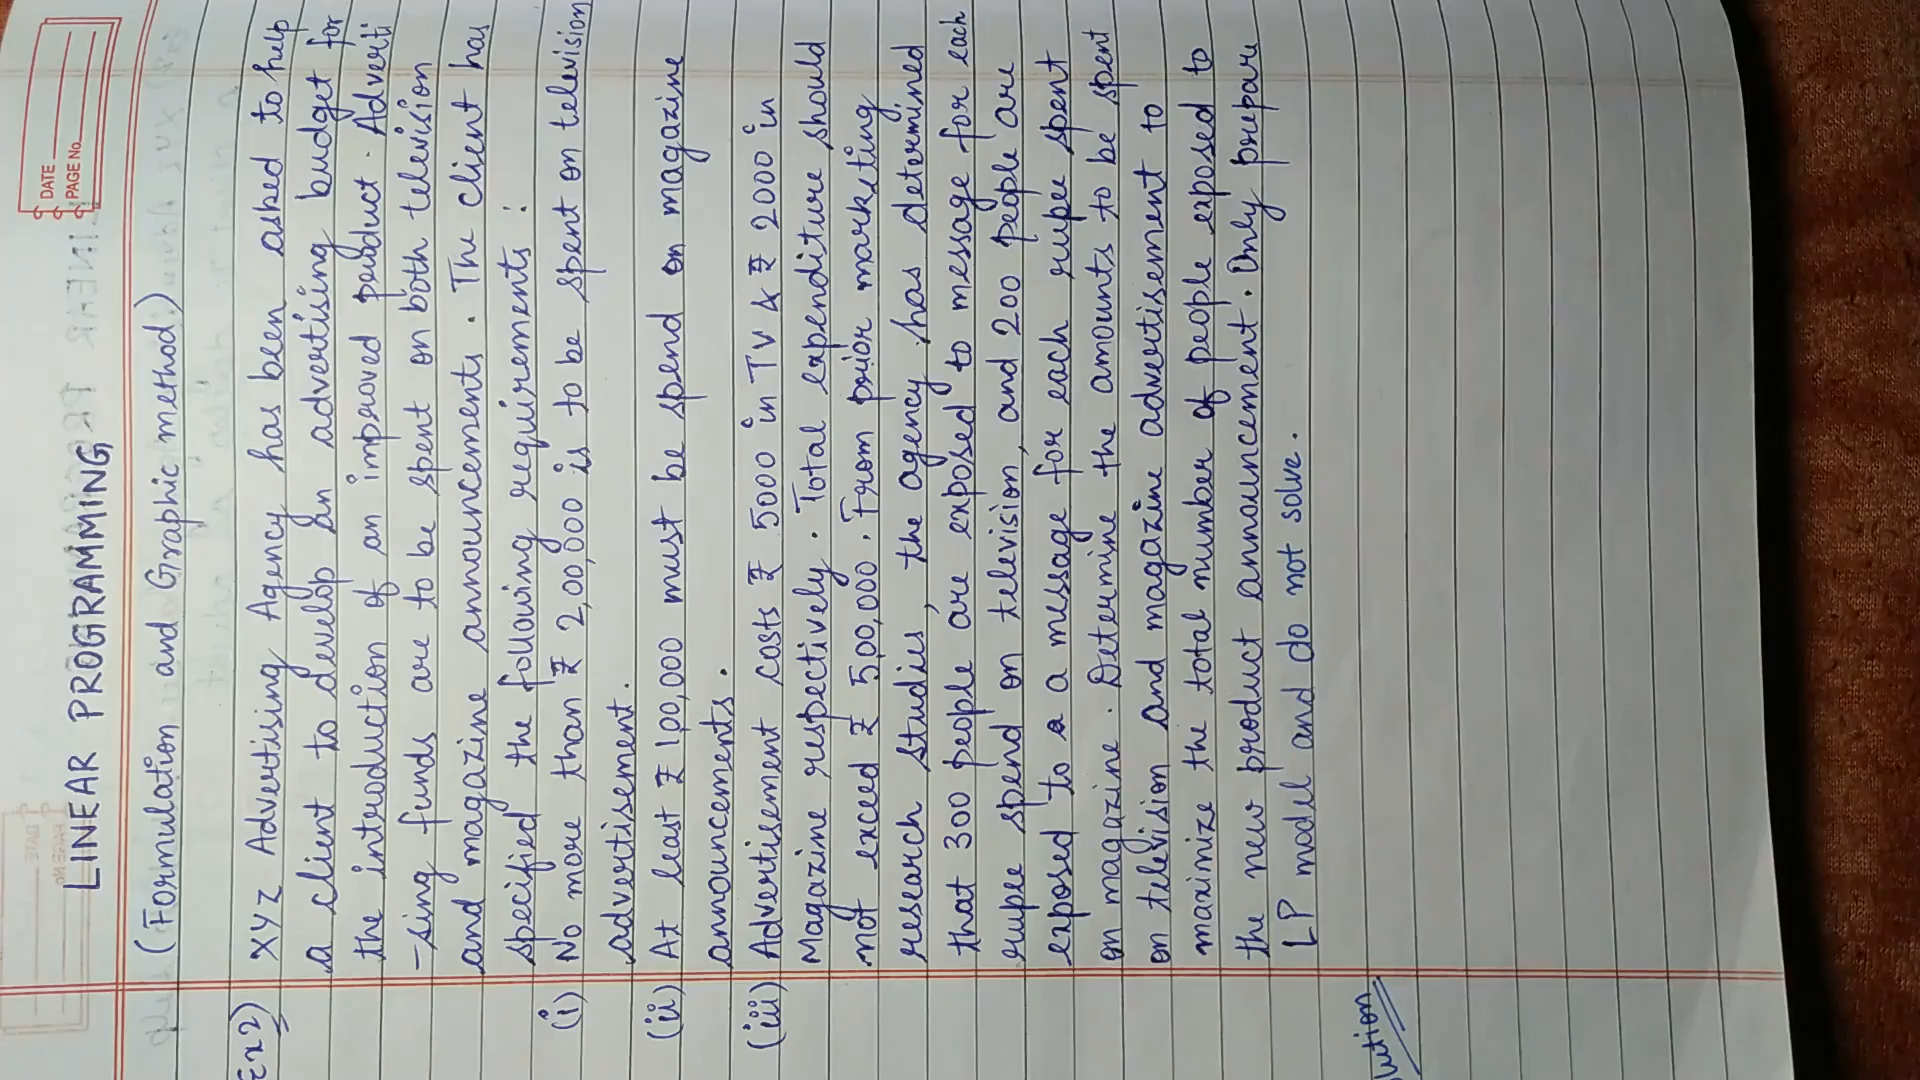 DATE
PAGE No.
LINEAR PROGRAMMING
(Formulation and Graphic method)
Ex2) XYZ Advertising Agency has been asked to help
a client to develop an advertising budget for
the introduction of an improved product. Adverti
-sing funds are to be spent on both television
and magazine announcements. The client has
specified the following requirements:
(i) No more than ₹ 2,00,000 is to be spent on television
advertisement.
(ii) At least ₹ 1,00,000 must be spend on magazine
announcements.
(iii) Advertisement costs ₹ 5000 in TV & ₹ 2000 in
Magazine respectively. Total expenditure should
not exceed ₹ 5,00,000. From prior marketing
research studies, the agency has determined
that 300 people are exposed to message for each
rupee spend on television, and 200 people are
exposed to a message for each rupee spent
on magazine. Determine the amounts to be spent
on television and magazine advertisement to
maximize the total number of people exposed to
the new product announcement. Only prepare
LP model and do not solve.
lution